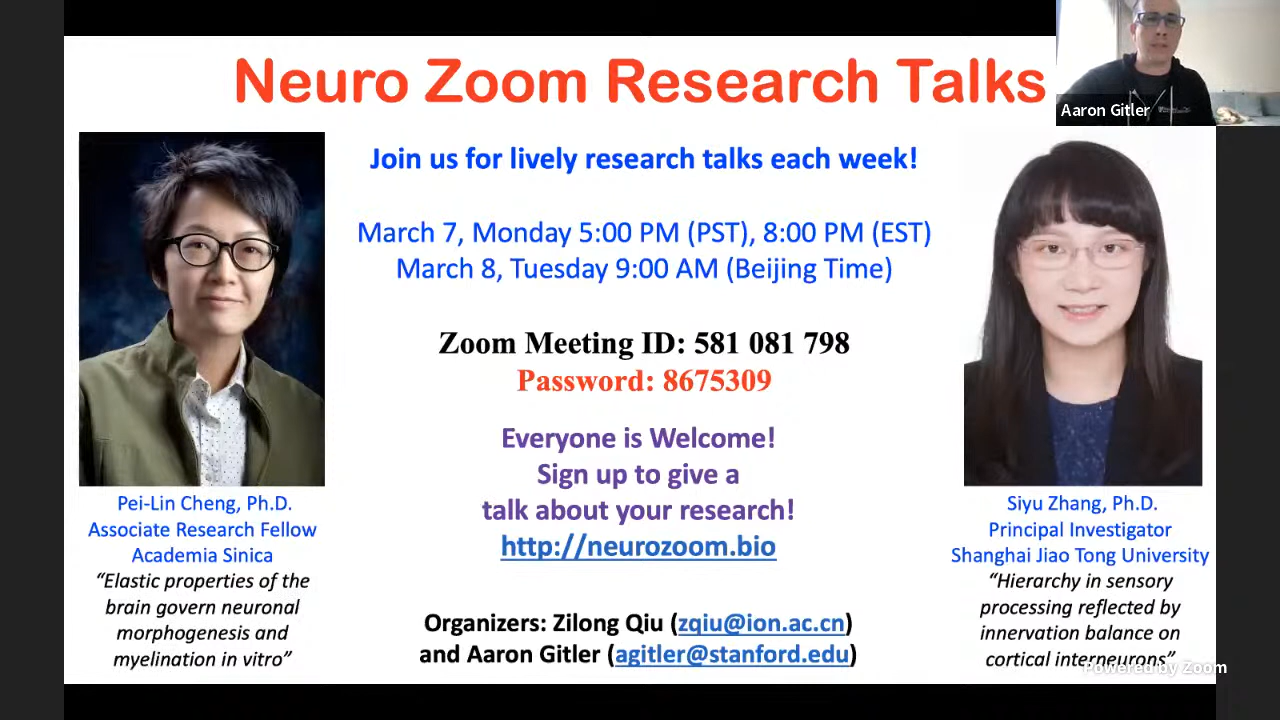 Neuro Zoom Research Talks
Aaron Gitler
Join us for lively research talks each week!
March 7, Monday 5:00 PM (PST), 8:00 PM (EST)
March 8, Tuesday 9:00 AM (Beijing Time)
Zoom Meeting ID: 581 081 798
Password: 8675309
Everyone is Welcome!
Sign up to give a
talk about your research!
http://neurozoom.bio
Organizers: Zilong Qiu (zqiu@ion.ac.cn)
and Aaron Gitler (agitler@stanford.edu)
Pei-Lin Cheng, Ph.D.
Associate Research Fellow
Academia Sinica
“Elastic properties of the
brain govern neuronal
morphogenesis and
myelination in vitro”
Siyu Zhang, Ph.D.
Principal Investigator
Shanghai Jiao Tong University
“Hierarchy in sensory
processing reflected by
innervation balance on
cortical interneurons”
Powered by Zoom